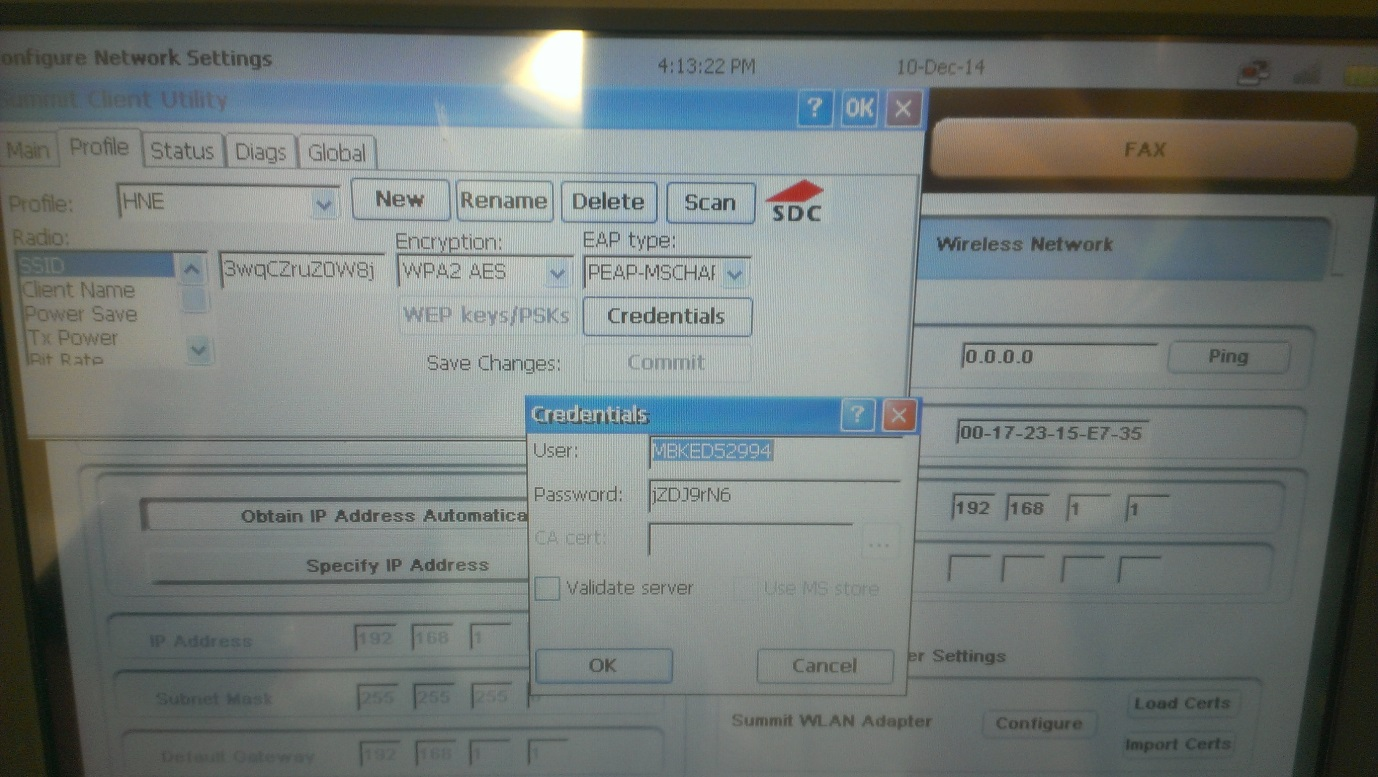 onfigure Network Settings 4:13:22 PM 10-Dec-14
Summit Client Utility ? OK X
FAX
Main Profile Status Diags Global
Profile: HNE New Rename Delete Scan SDC
Radio: Encryption: EAP type:
Wireless Network
SSID 3wqCZruZ0W8j WPA2 AES PEAP-MSCHAP
Client Name
Power Save WEP keys/PSKs Credentials
Tx Power
Bit Rate Save Changes: Commit
0.0.0.0 Ping
Credentials ? X
User: MBKED52994
00-17-23-15-E7-35
Password: jZDJ9rN6
Obtain IP Address Automatica
192 168 1 1
CA cert: ...
Specify IP Address
Validate server Use MS store
IP Address 192 168 1
OK Cancel
er Settings
Subnet Mask 255 255 255
Summit WLAN Adapter Configure Load Certs
Default Gateway 192 168 1 1
Import Certs